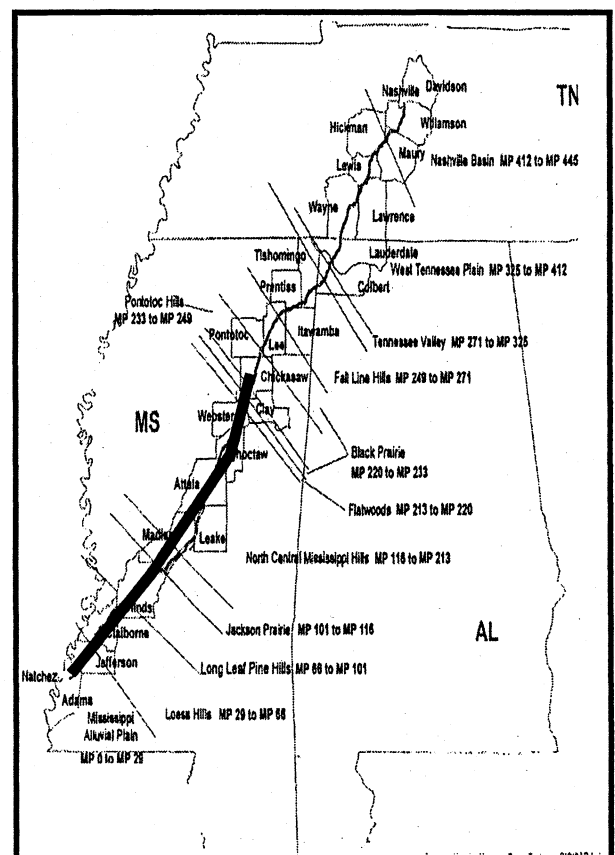 Nashville
Davidson
TN
Hickman
Williamson
Maury
Lewis
Nashville Basin MP 412 to MP 445
Wayne
Lawrence
Tishomingo
Lauderdale
West Tennessee Plain MP 325 to MP 412
Colbert
Prentiss
Pontotoc Hills
MP 233 to MP 249
Pontotoc
Itawamba
Lee
Tennessee Valley MP 271 to MP 325
Chickasaw
Fall Line Hills MP 249 to MP 271
MS
Webster
Clay
Black Prairie
MP 220 to MP 233
Choctaw
Flatwoods MP 213 to MP 220
Attala
Leake
North Central Mississippi Hills MP 116 to MP 213
Jackson Prairie MP 101 to MP 116
AL
Claiborne
Jefferson
Long Leaf Pine Hills MP 66 to MP 101
Natchez
Adams
Loess Hills MP 29 to MP 66
Mississippi
Alluvial Plain
MP 0 to MP 29